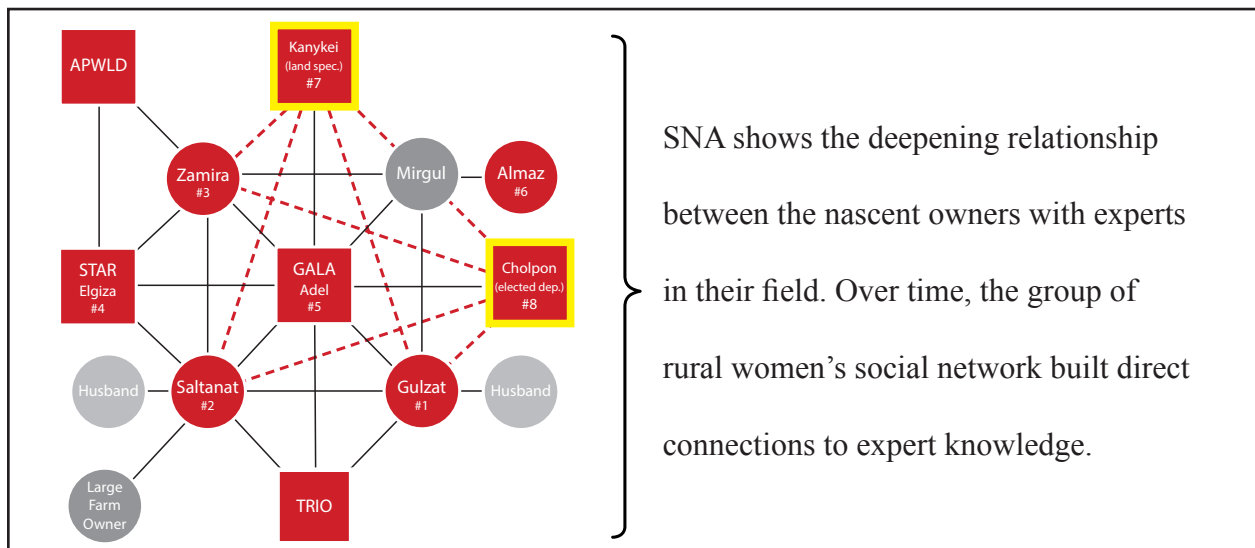 APWLD
Kanykei
(land spec.)
#7
Zamira
#3
Mirgul
Almaz
#6
STAR
Elgiza
#4
GALA
Adel
#5
Cholpon
(elected dep.)
#8
Husband
Saltanat
#2
Gulzat
#1
Husband
Large
Farm
Owner
TRIO
SNA shows the deepening relationship
between the nascent owners with experts
in their field. Over time, the group of
rural women’s social network built direct
connections to expert knowledge.